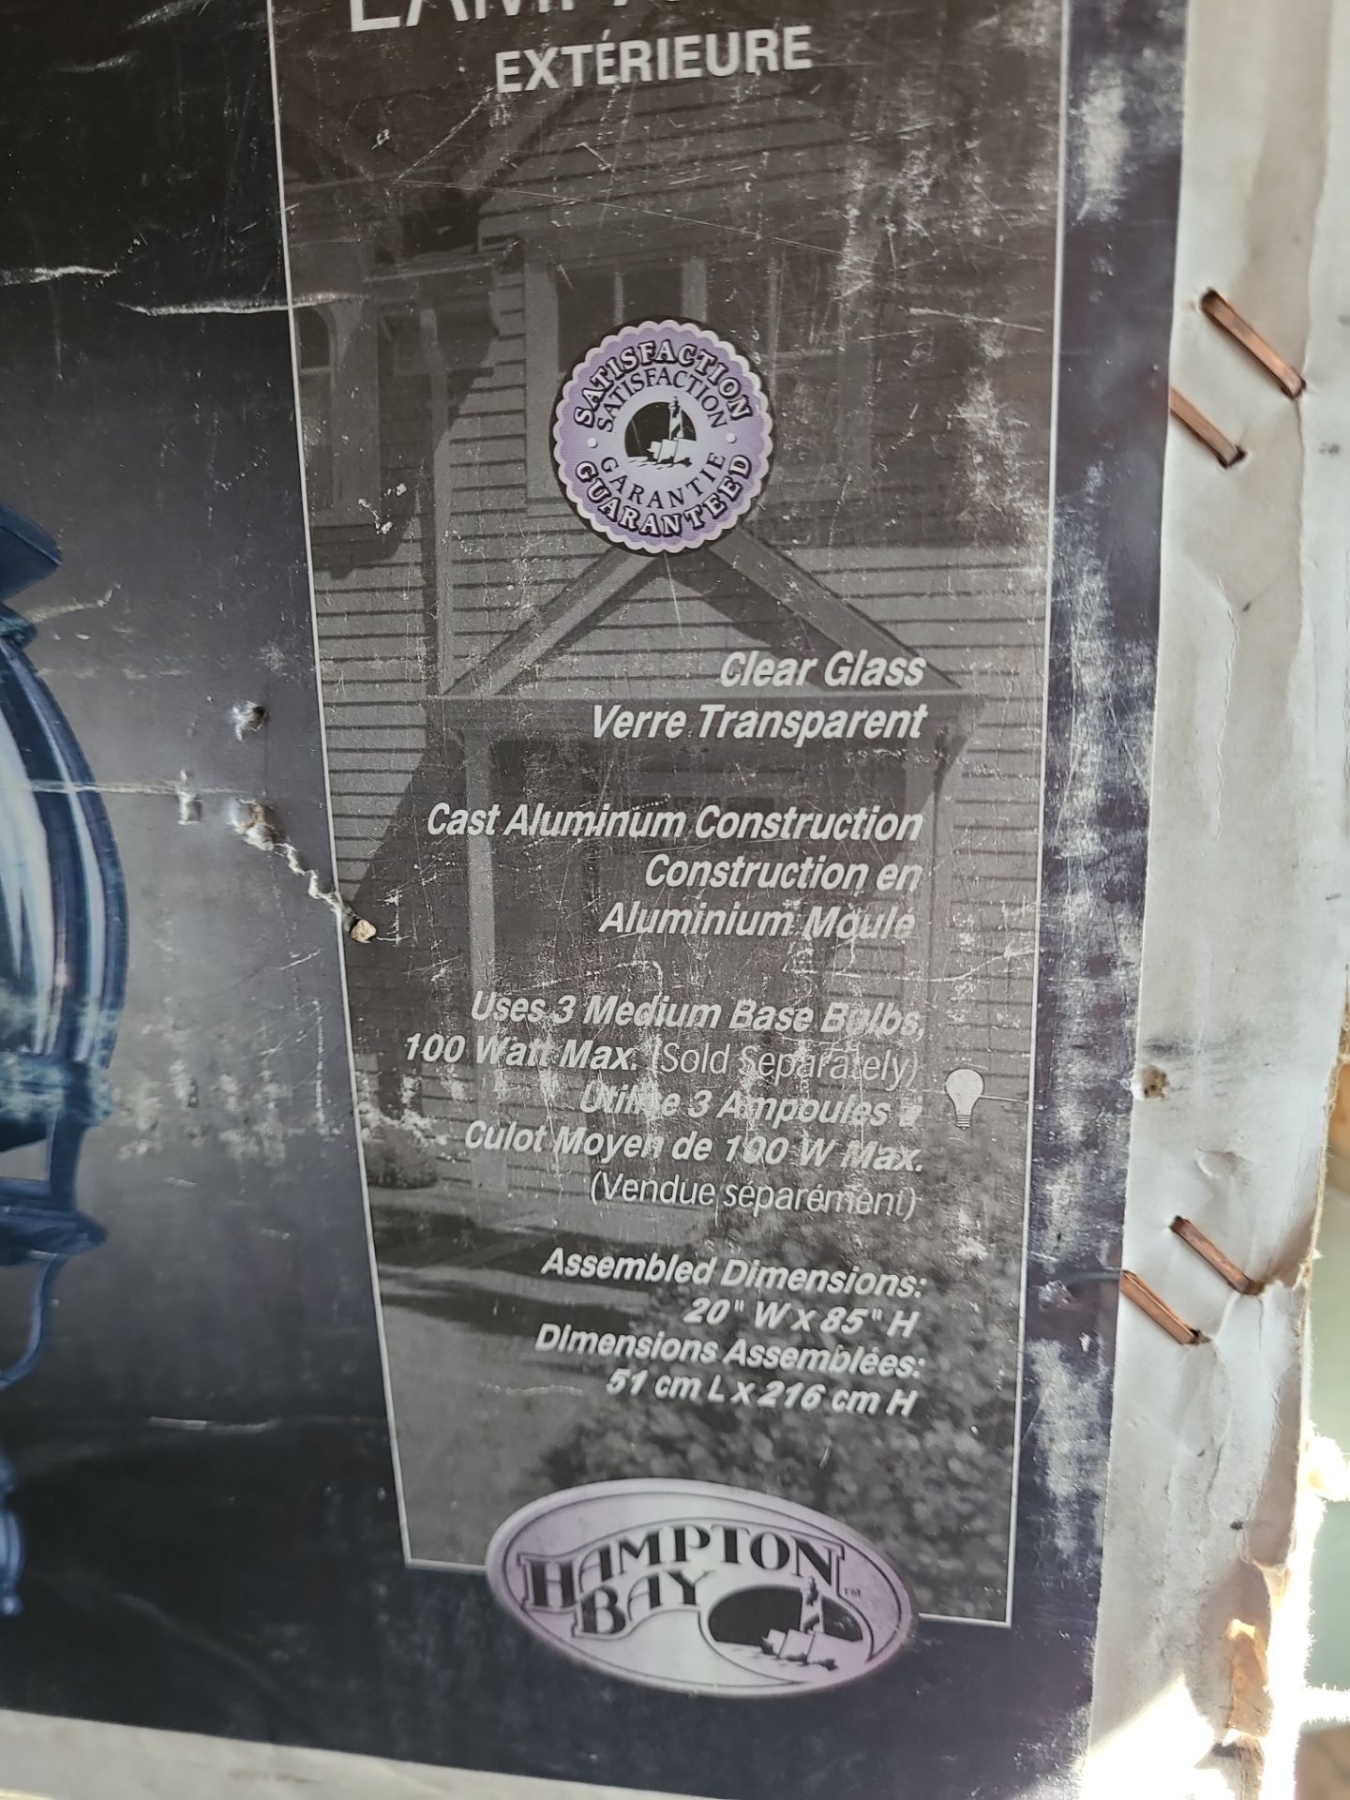 EXTÉRIEURE
SATISFACTION
SATISFACTION
GARANTIE
GUARANTEED
Clear Glass
Verre Transparent
Cast Aluminum Construction
Construction en
Aluminium Moulé
Uses 3 Medium Base Bulbs,
100 Watt Max. (Sold Separately)
Utilise 3 Ampoules à
Culot Moyen de 100 W Max.
(Vendue séparément)
Assembled Dimensions:
20" W x 85" H
Dimensions Assemblées:
51 cm L x 216 cm H
HAMPTON
BAY™